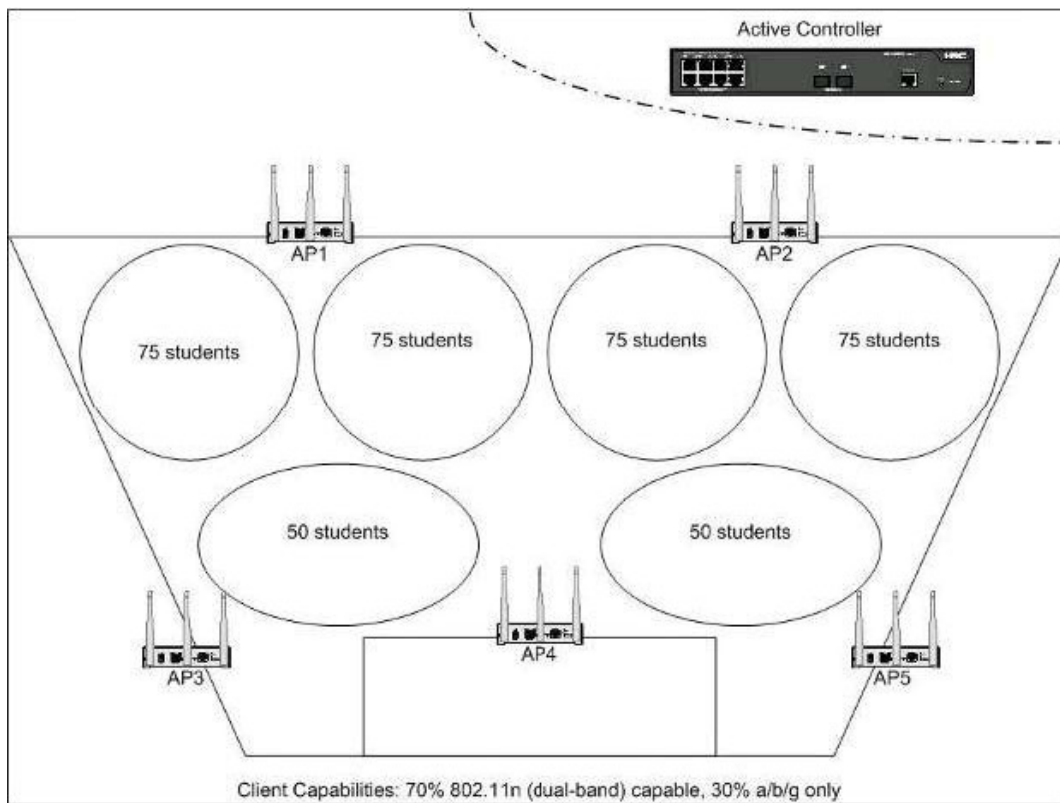 Active Controller
H3C
AP1
AP2
75 students
75 students
75 students
75 students
50 students
50 students
AP3
AP4
AP5
Client Capabilities: 70% 802.11n (dual-band) capable, 30% a/b/g only